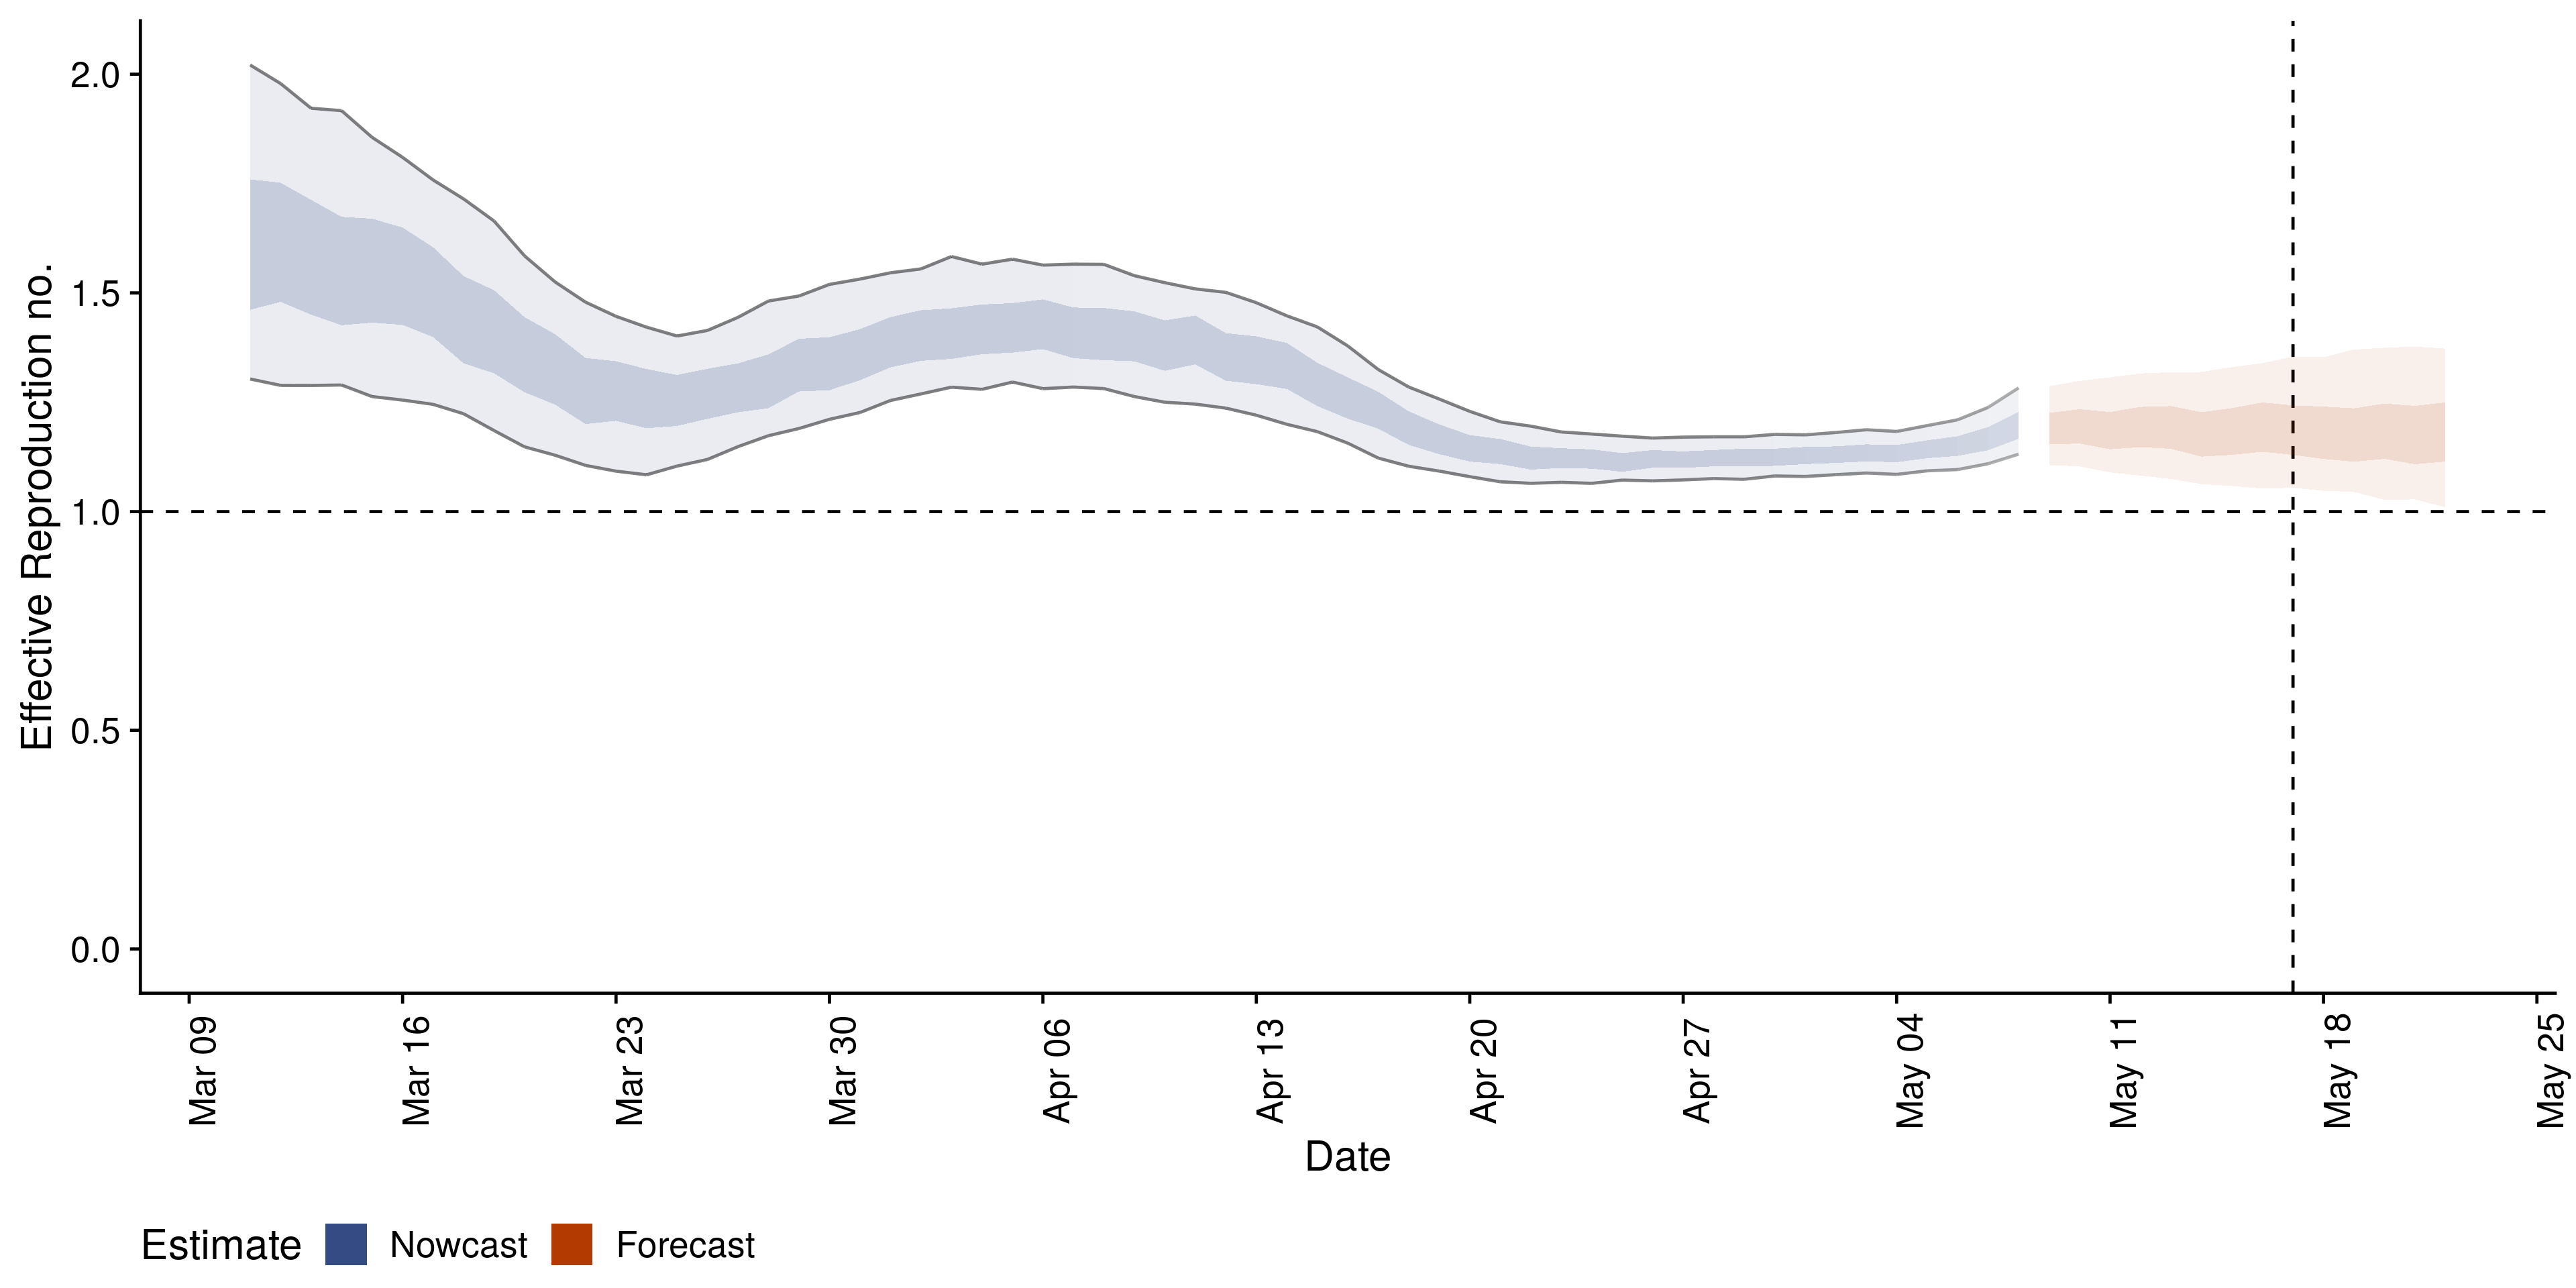 Effective Reproduction no.
2.0
1.5
1.0
0.5
0.0
Mar 09
Mar 16
Mar 23
Mar 30
Apr 06
Apr 13
Apr 20
Apr 27
May 04
May 11
May 18
May 25
Date
Estimate Nowcast Forecast